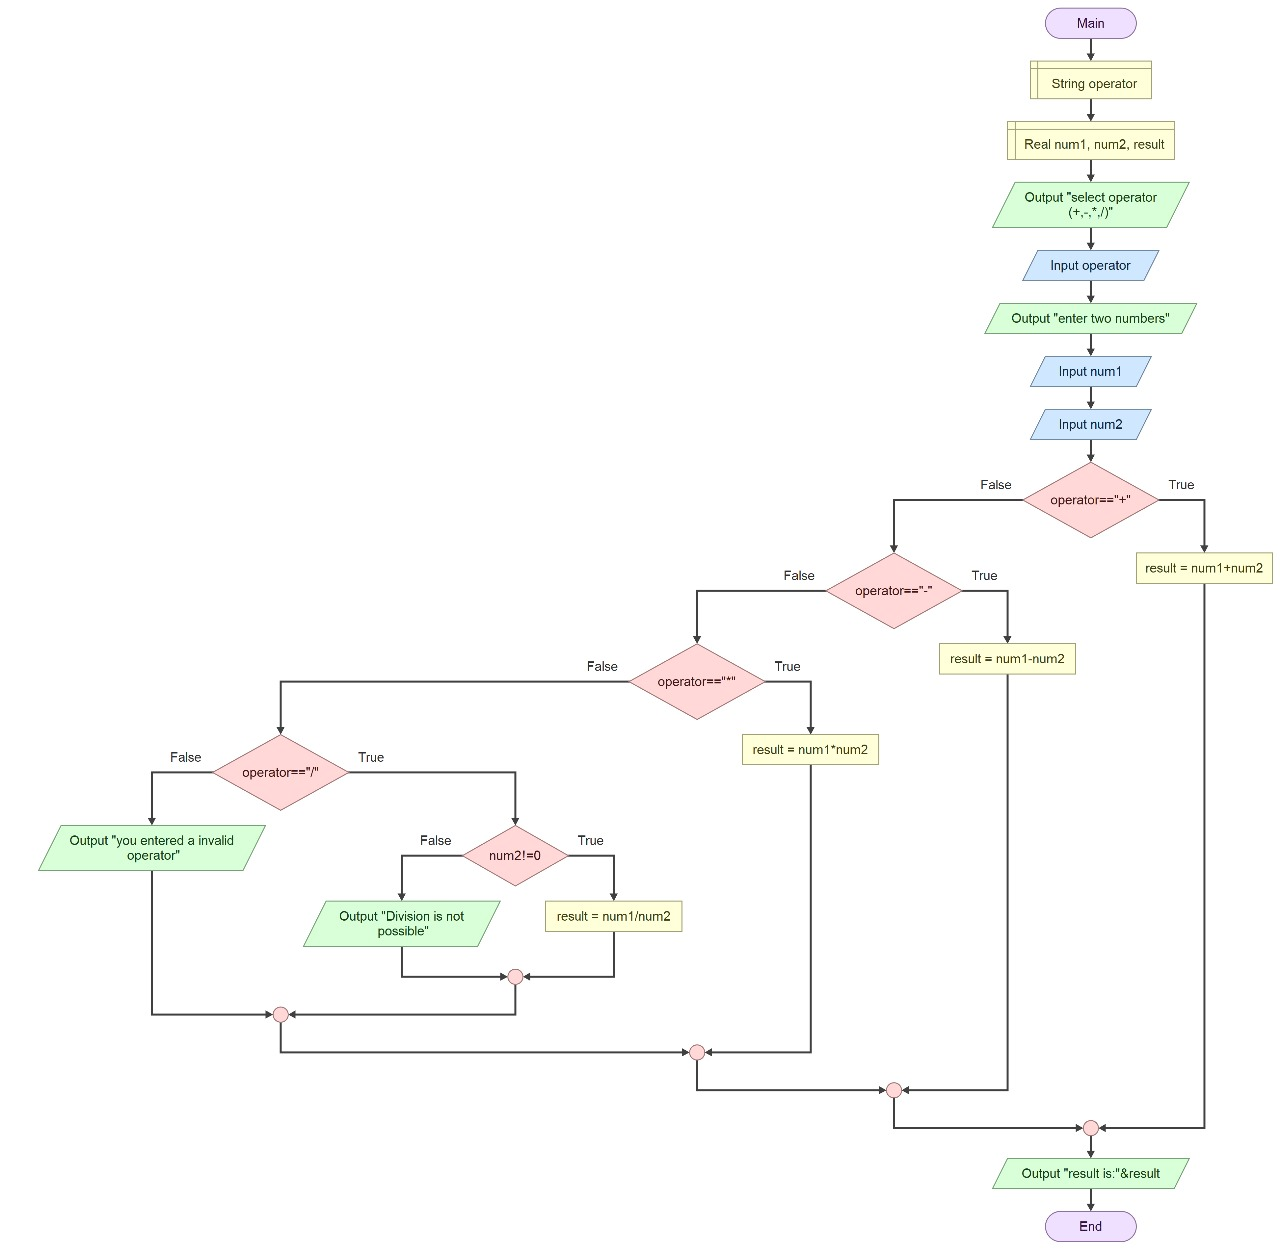 Main
String operator
Real num1, num2, result
Output "select operator
(+,-,*,/)"
Input operator
Output "enter two numbers"
Input num1
Input num2
False
operator=="+"
True
result = num1+num2
False
operator=="-"
True
result = num1-num2
False
operator=="*"
True
result = num1*num2
False
operator=="/"
True
Output "you entered a invalid
operator"
False
num2!=0
True
Output "Division is not
possible"
result = num1/num2
Output "result is:"&result
End